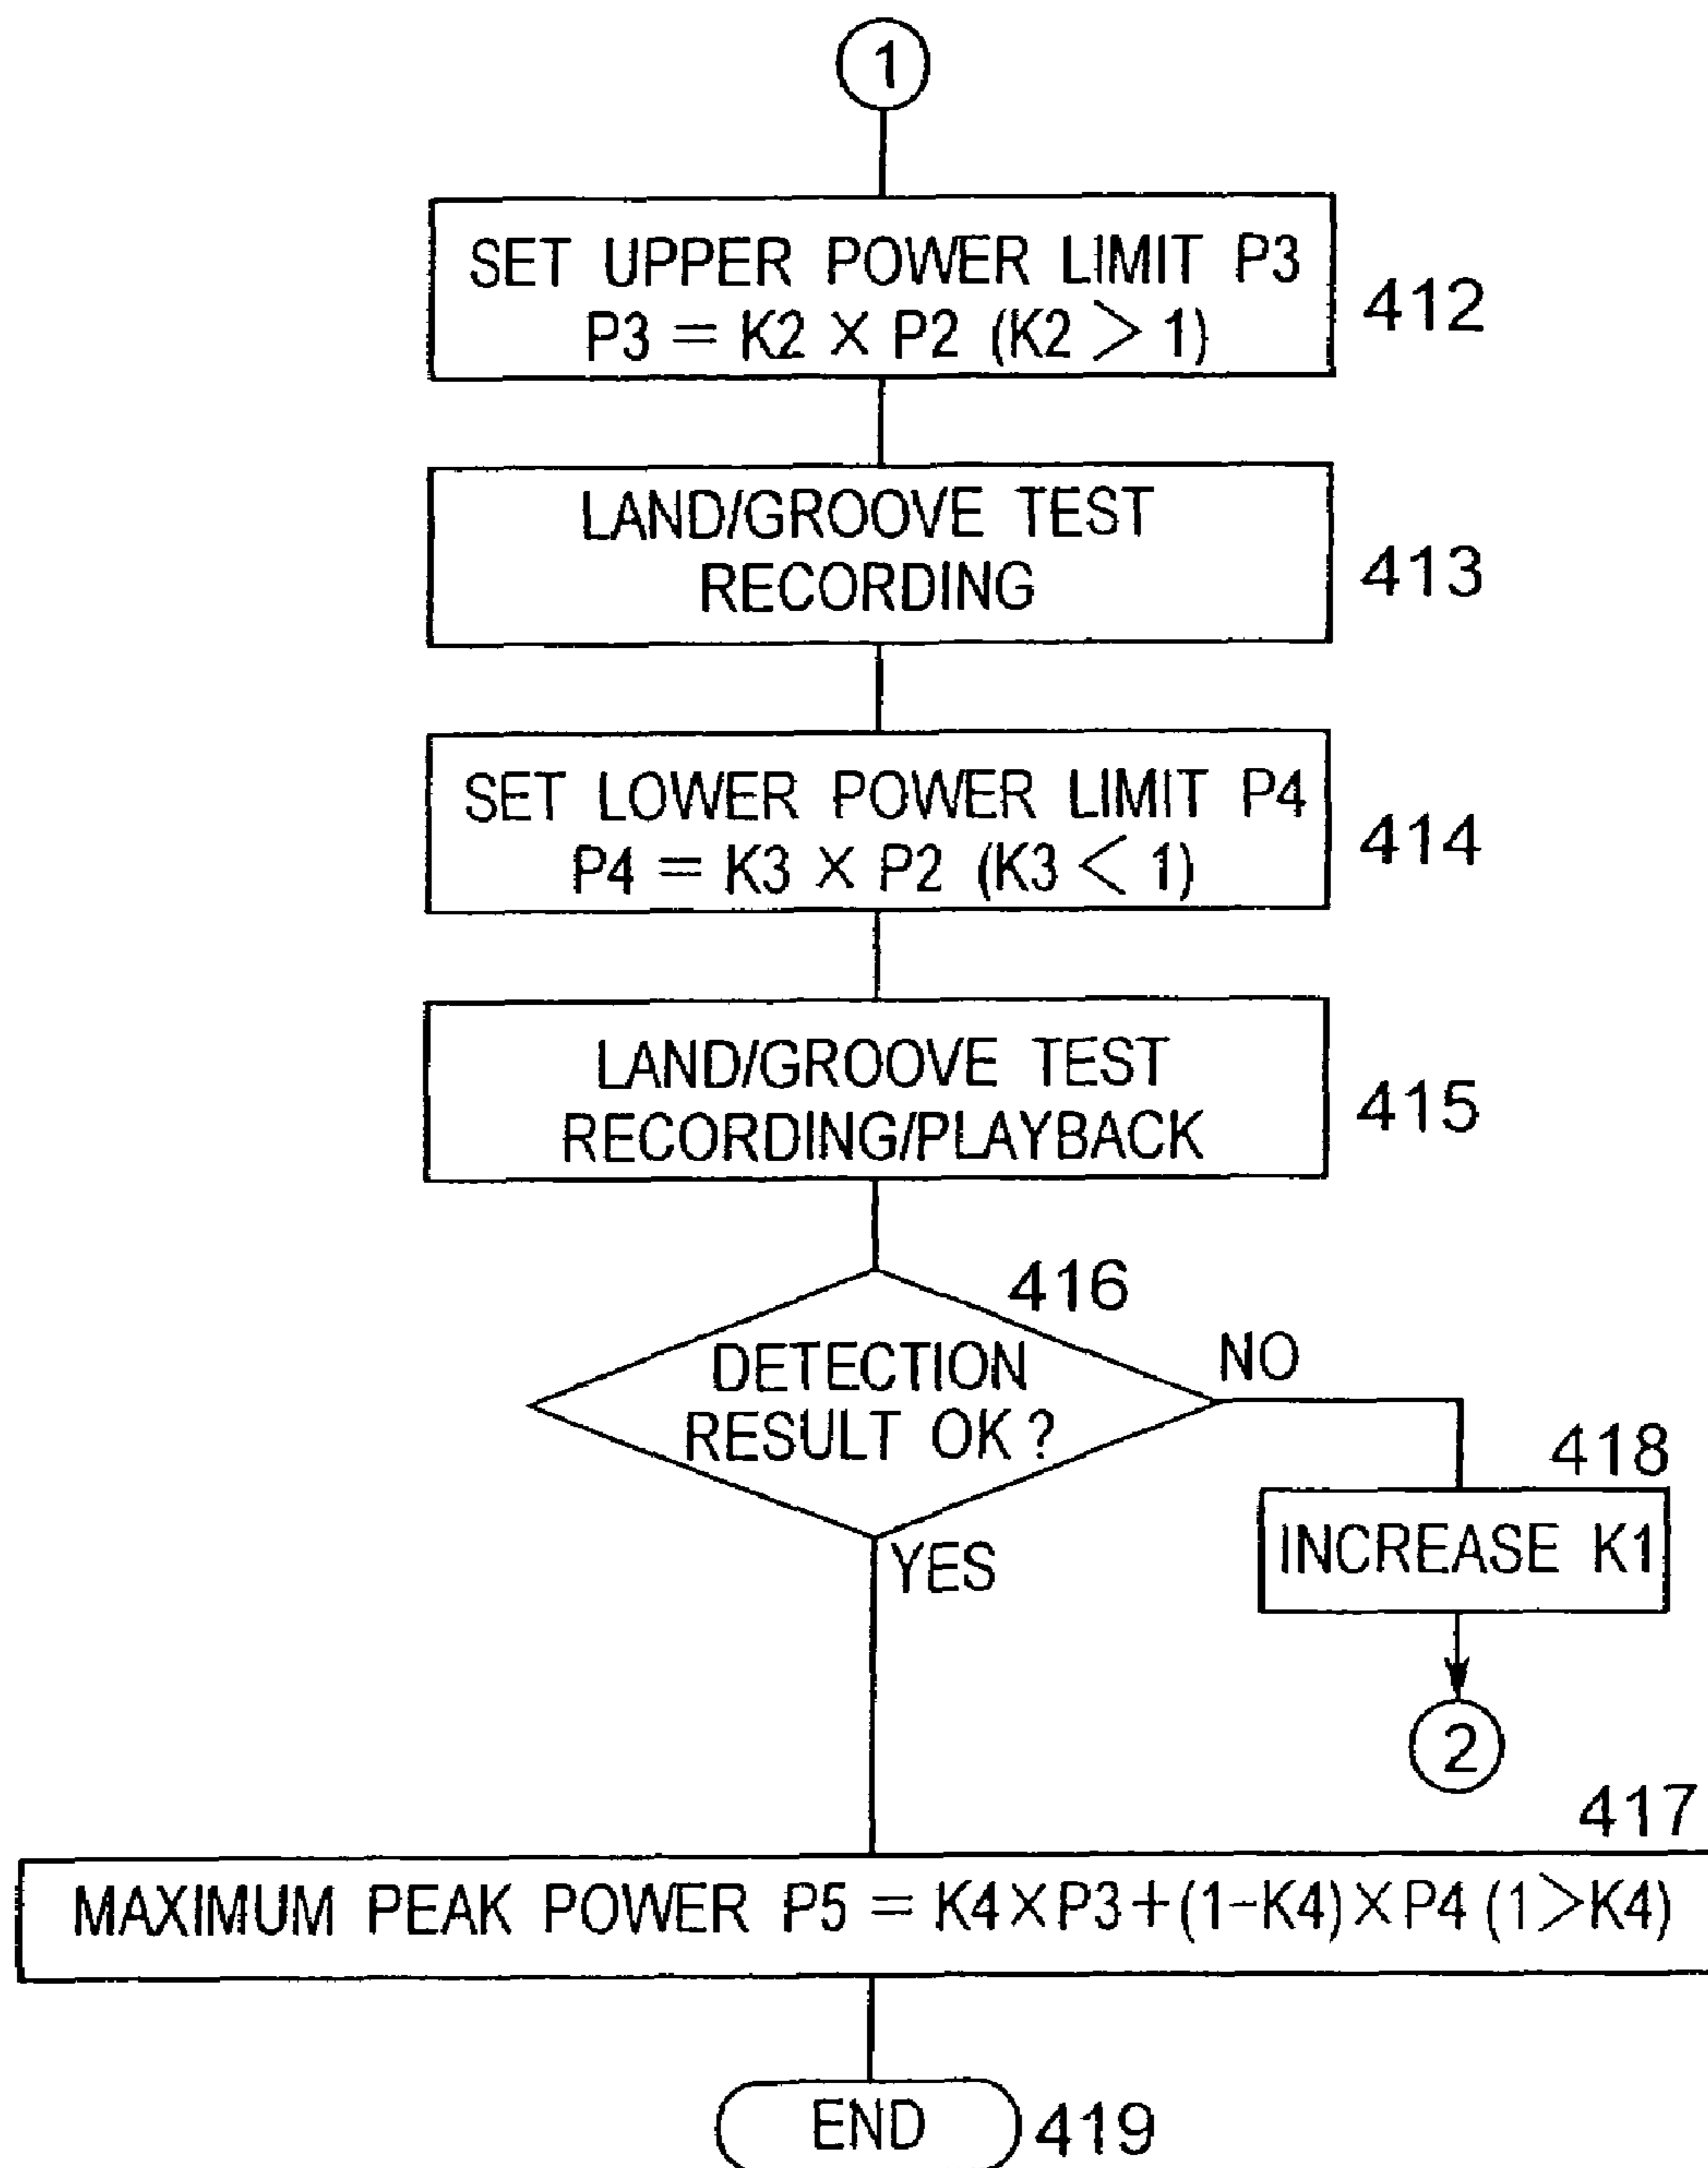 1
SET UPPER POWER LIMIT P3
P3 = K2 × P2 (K2 > 1)
412
LAND/GROOVE TEST
RECORDING
413
SET LOWER POWER LIMIT P4
P4 = K3 × P2 (K3 < 1)
414
LAND/GROOVE TEST
RECORDING/PLAYBACK
415
416
DETECTION
RESULT OK?
NO
YES
418
INCREASE K1
2
417
MAXIMUM PEAK POWER P5 = K4×P3+(1-K4)×P4 (1>K4)
END
419